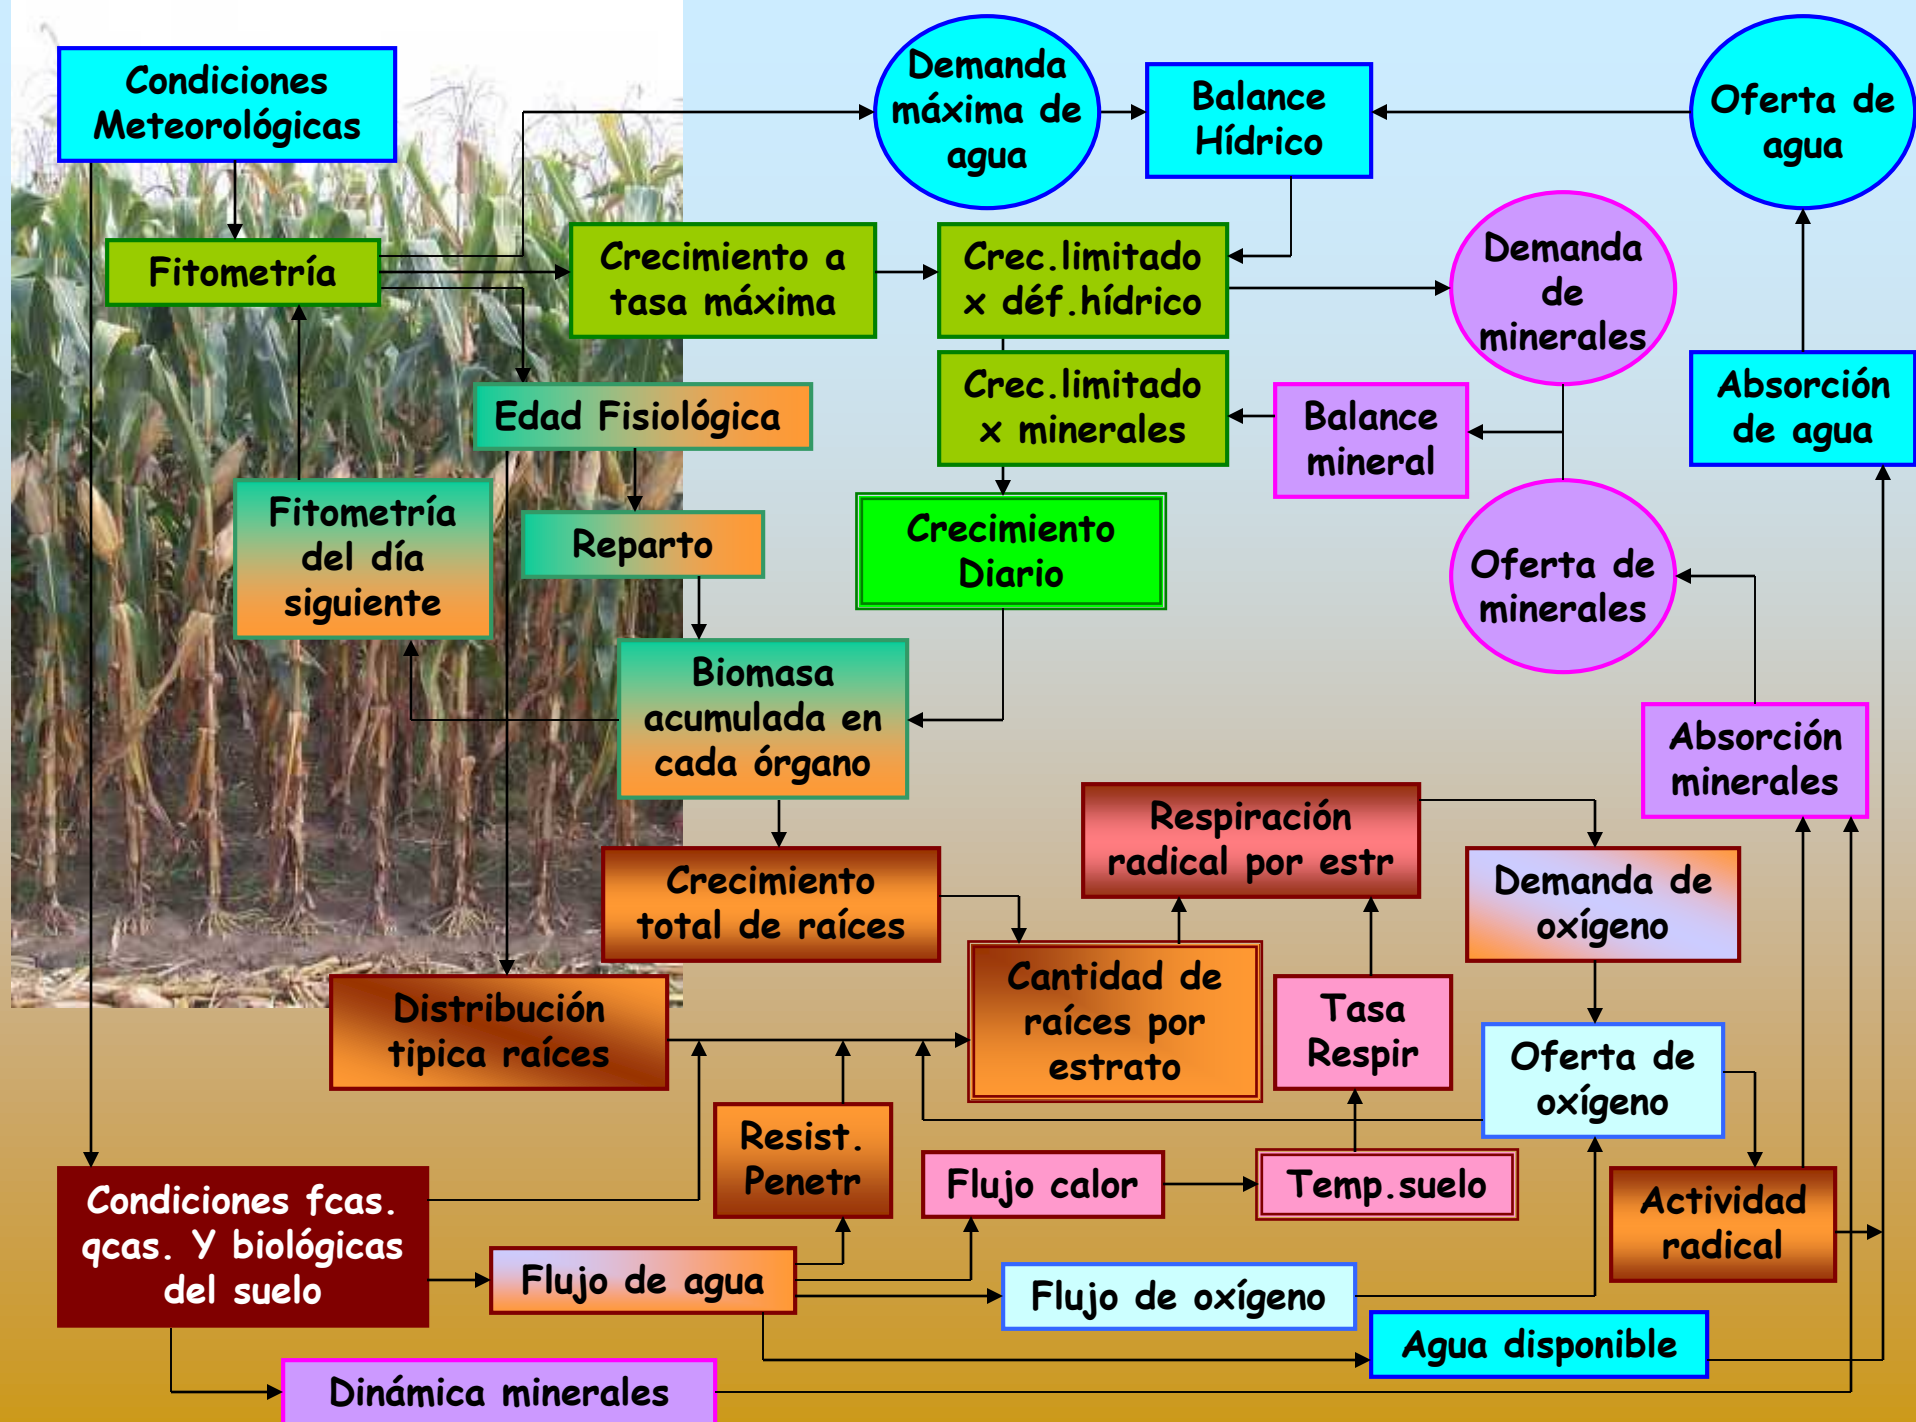 Condiciones
Meteorológicas
Demanda
máxima de
agua
Balance
Hídrico
Oferta de
agua
Fitometría
Crecimiento a
tasa máxima
Crec.limitado
x déf.hídrico
Demanda
de
minerales
Edad Fisiológica
Crec.limitado
x minerales
Balance
mineral
Absorción
de agua
Fitometría
del día
siguiente
Reparto
Crecimiento
Diario
Oferta de
minerales
Biomasa
acumulada en
cada órgano
Absorción
minerales
Respiración
radical por estr
Crecimiento
total de raíces
Demanda de
oxígeno
Distribución
tipica raíces
Cantidad de
raíces por
estrato
Tasa
Respir
Oferta de
oxígeno
Resist.
Penetr
Flujo calor
Temp.suelo
Actividad
radical
Condiciones fcas.
qcas. Y biológicas
del suelo
Flujo de agua
Flujo de oxígeno
Agua disponible
Dinámica minerales